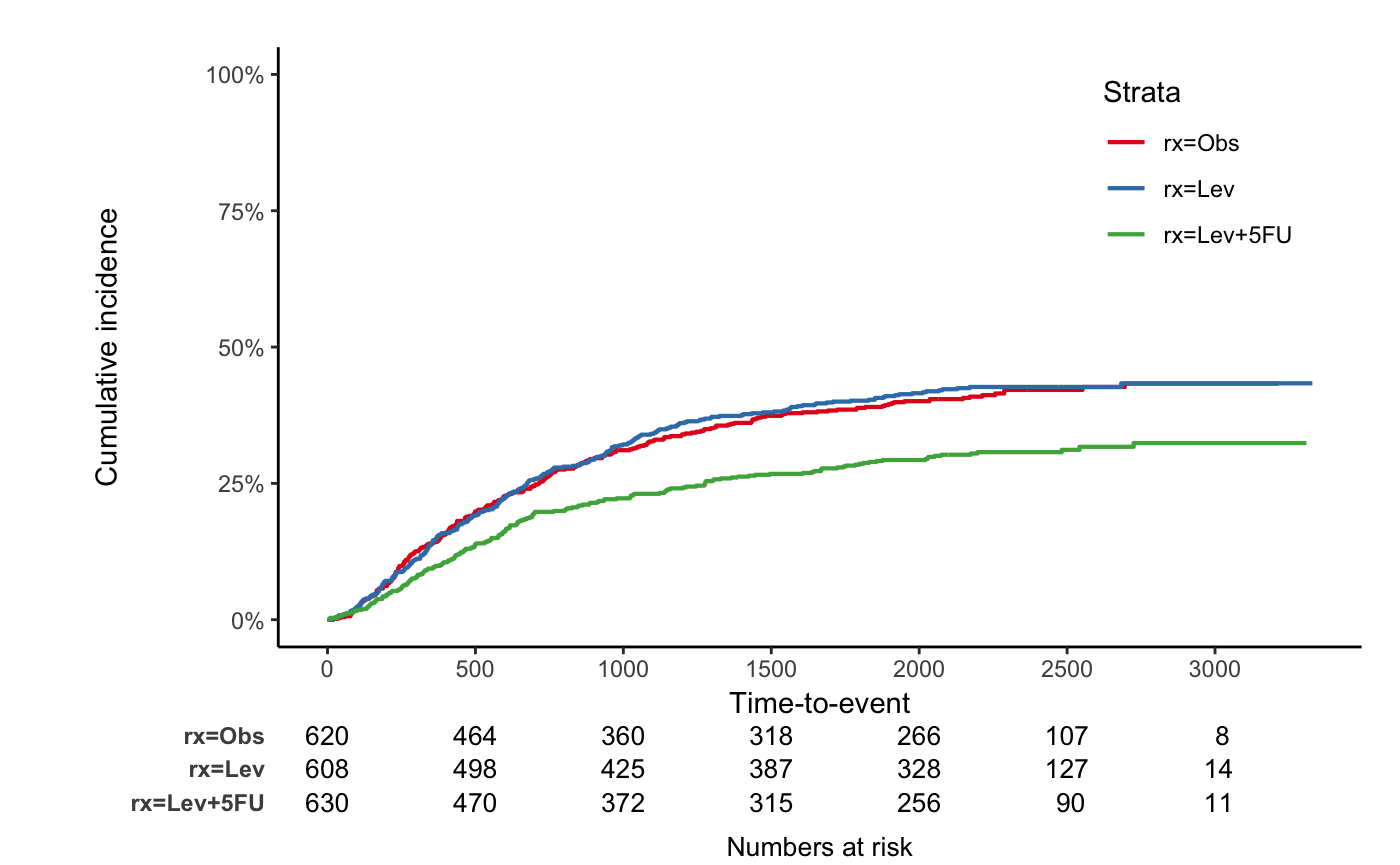 100%
75%
50%
25%
0%
Cumulative incidence
Strata
rx=Obs
rx=Lev
rx=Lev+5FU
0 500 1000 1500 2000 2500 3000
Time-to-event
rx=Obs 620 464 360 318 266 107 8
rx=Lev 608 498 425 387 328 127 14
rx=Lev+5FU 630 470 372 315 256 90 11
Numbers at risk